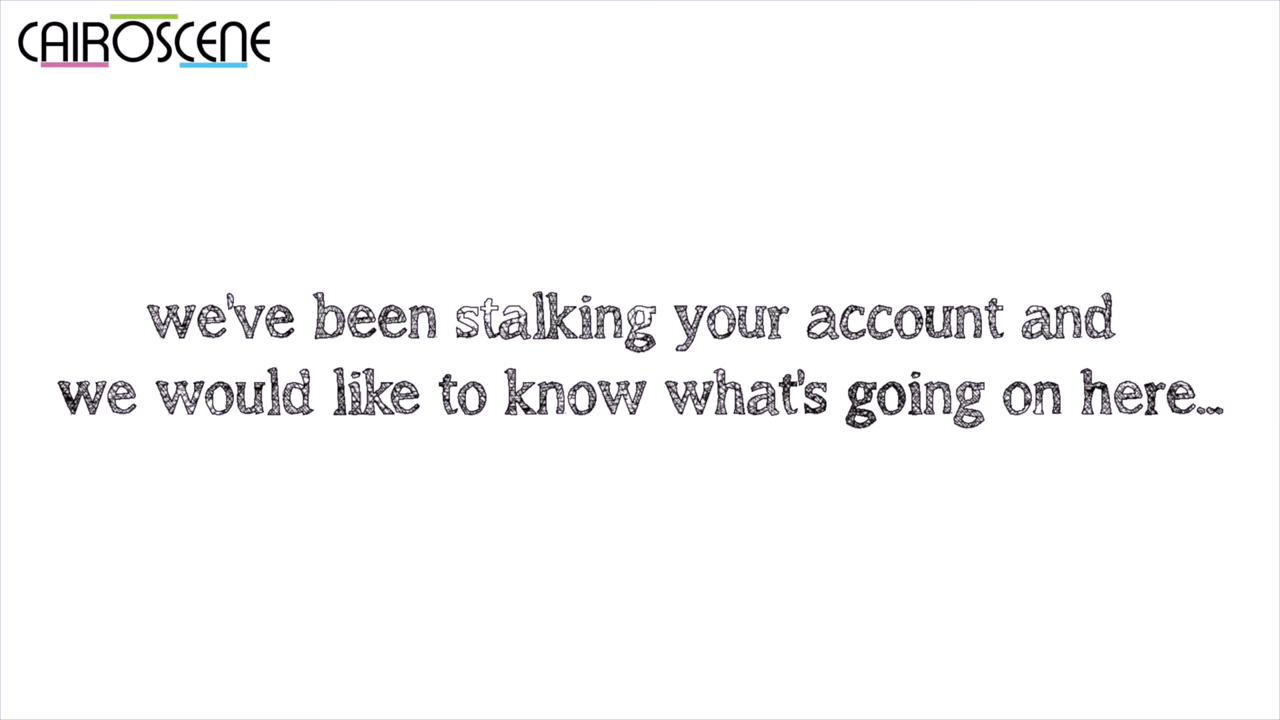 CAIROSCENE
we've been stalking your account and
we would like to know what's going on here...